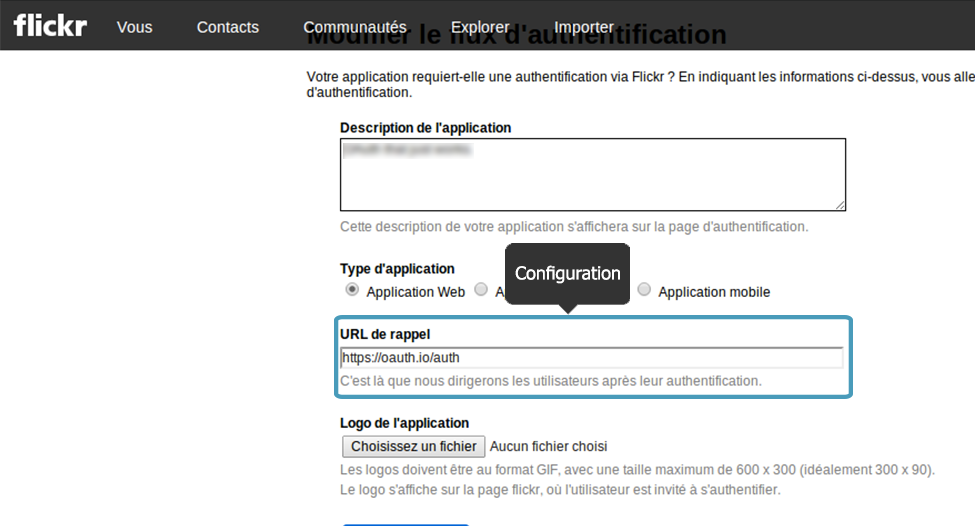 flickr Vous Contacts Communautés Explorer Importer
Modifier le flux d'authentification
Votre application requiert-elle une authentification via Flickr ? En indiquant les informations ci-dessus, vous
d'authentification.
Description de l'application
Cette description de votre application s'affichera sur la page d'authentification.
Configuration
Type d'application
Application Web Application mobile
URL de rappel
https://oauth.io/auth
C'est là que nous dirigerons les utilisateurs après leur authentification.
Logo de l'application
Choisissez un fichier Aucun fichier choisi
Les logos doivent être au format GIF, avec une taille maximum de 600 x 300 (idéalement 300 x 90).
Le logo s'affiche sur la page flickr, où l'utilisateur est invité à s'authentifier.